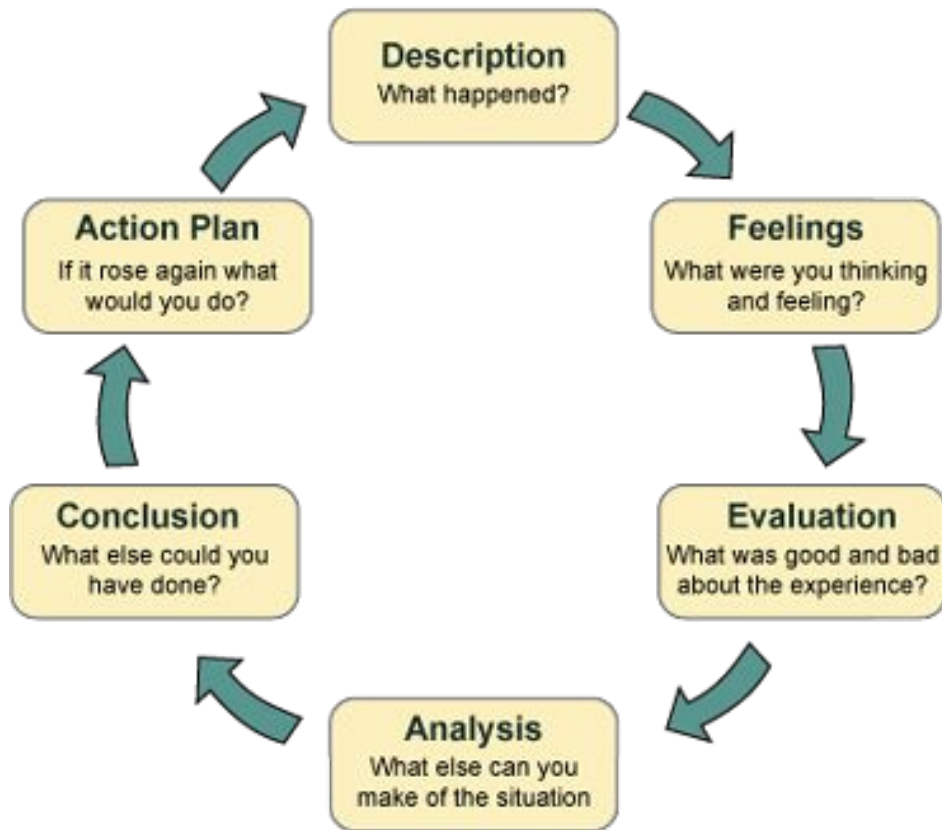 Description
What happened?
Feelings
What were you thinking
and feeling?
Evaluation
What was good and bad
about the experience?
Analysis
What else can you
make of the situation
Conclusion
What else could you
have done?
Action Plan
If it rose again what
would you do?